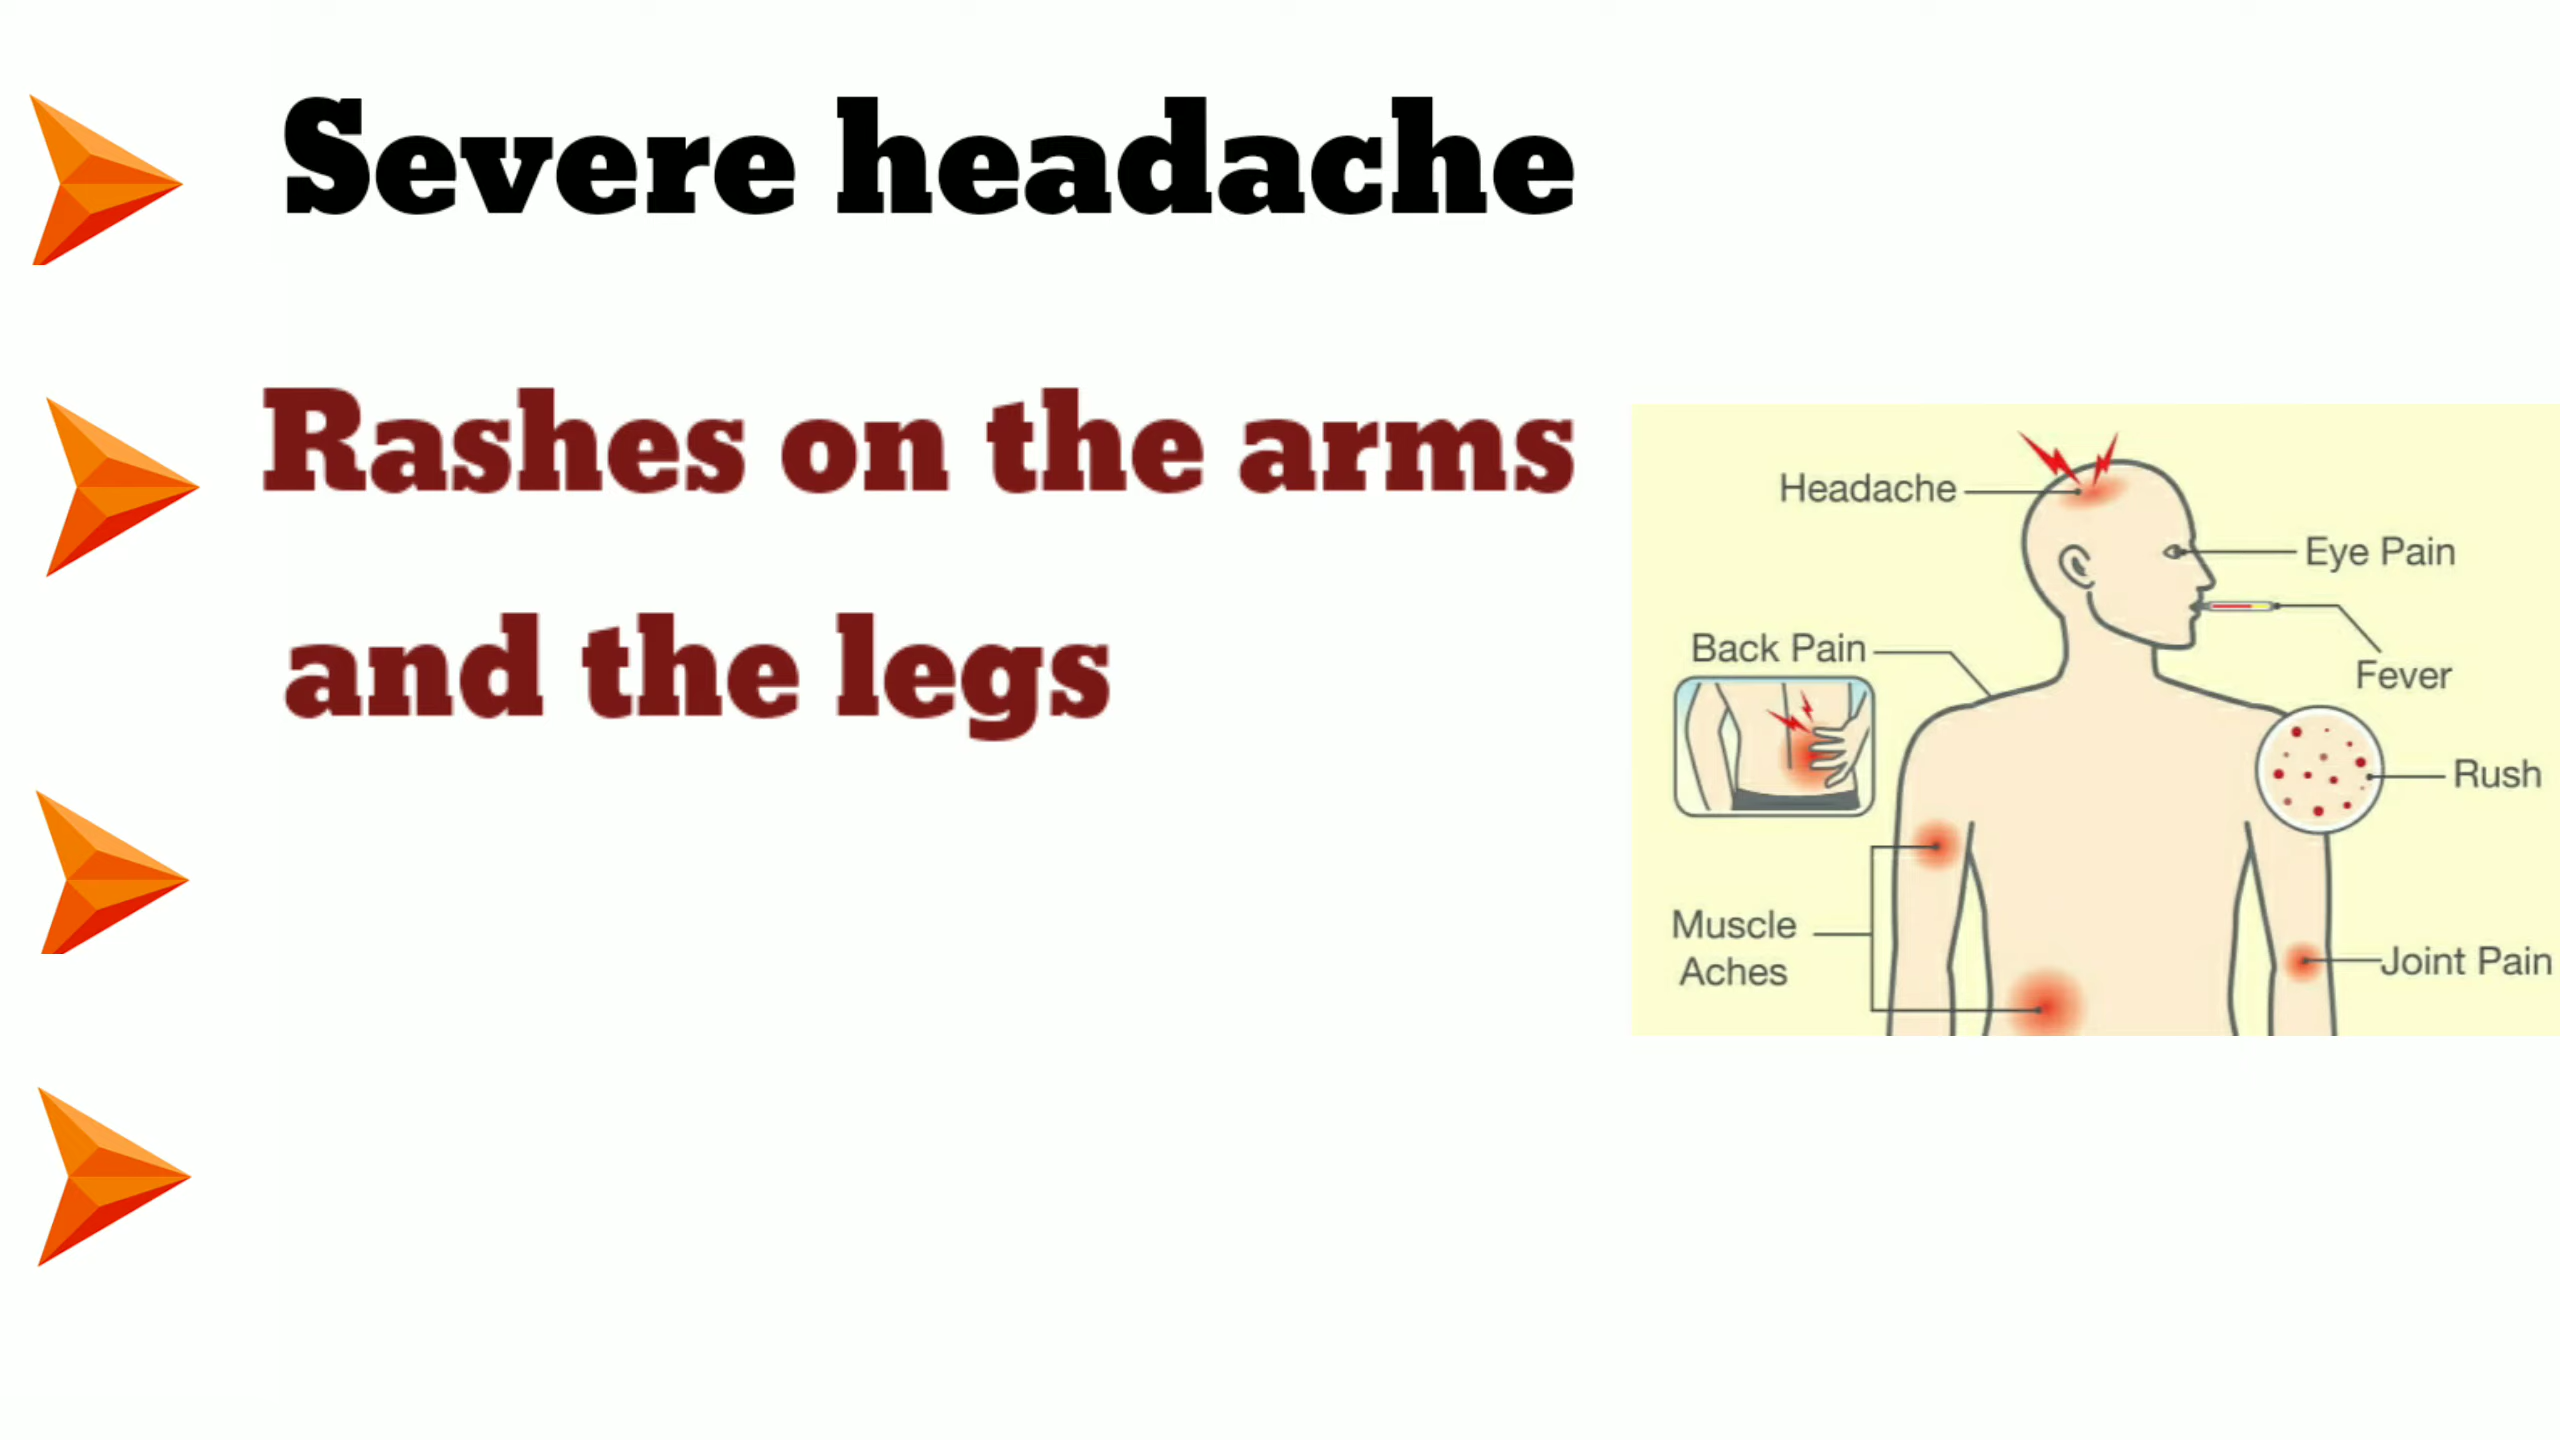 Severe headache
Rashes on the arms
and the legs
Headache
Eye Pain
Back Pain
Fever
Rush
Muscle
Aches
Joint Pain